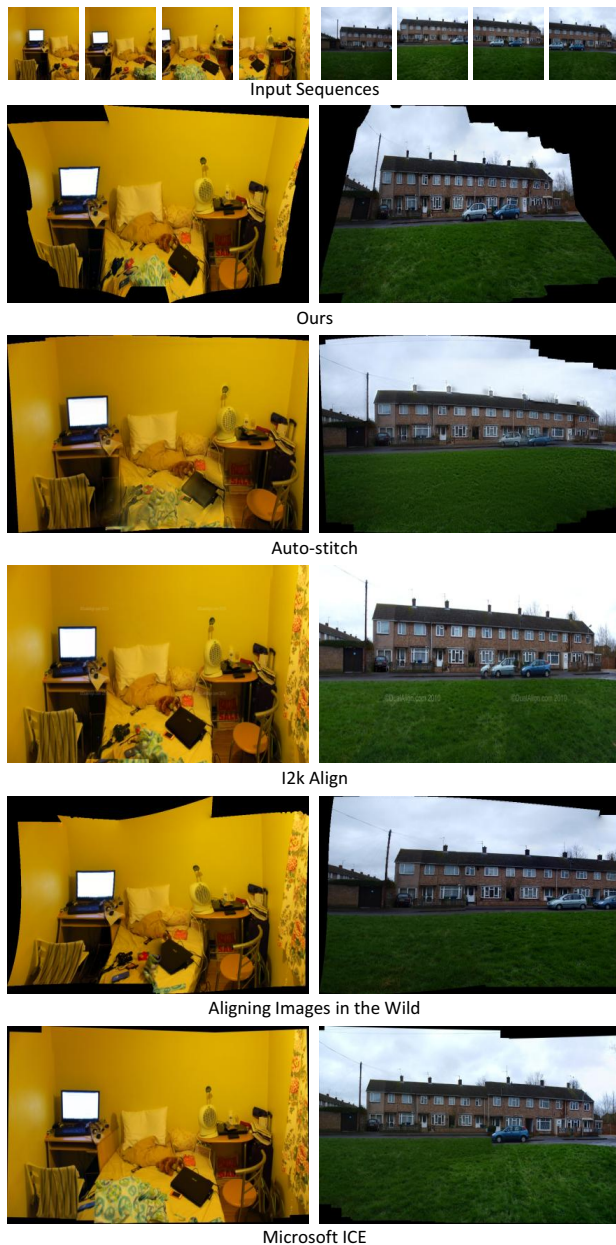 Input Sequences
Ours
Auto-stitch
I2k Align
Aligning Images in the Wild
Microsoft ICE